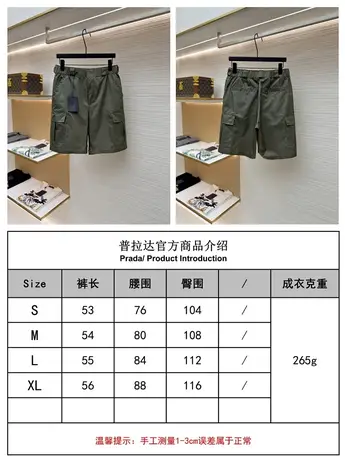 普拉达官方商品介绍
Prada/ Product Introduction
Size 裤长 腰围 臀围 / 成衣克重
S 53 76 104 / 265g
M 54 80 108 /
L 55 84 112 /
XL 56 88 116 /
/
温馨提示：手工测量1-3cm误差属于正常